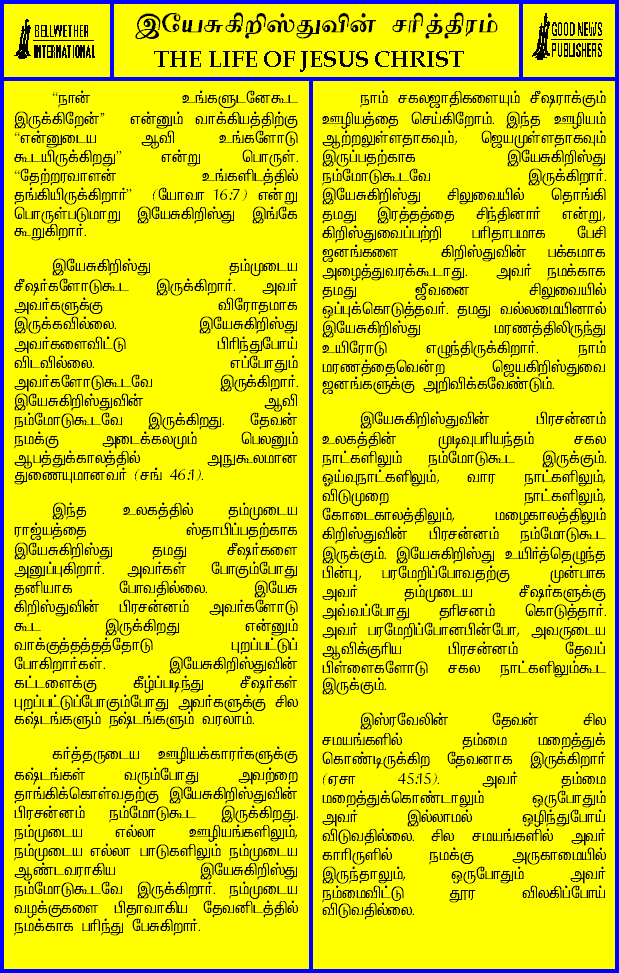 BELLWETHER
INTERNATIONAL
இயேசுகிறிஸ்துவின் சரித்திரம்
THE LIFE OF JESUS CHRIST
GOOD NEWS
PUBLISHERS
“நான் உங்களுடனேகூட
இருக்கிறேன்” என்னும் வாக்கியத்திற்கு
“என்னுடைய ஆவி உங்களோடு
கூடயிருக்கிறது” என்று பொருள்.
“தேற்றரவாளன் உங்களிடத்தில்
தங்கியிருக்கிறார்” (யோவா 16:7) என்று
பொருள்படுமாறு இயேசுகிறிஸ்து இங்கே
கூறுகிறார்.
இயேசுகிறிஸ்து தம்முடைய
சீஷர்களோடுகூட இருக்கிறார். அவர்
அவர்களுக்கு விரோதமாக
இருக்கவில்லை. இயேசுகிறிஸ்து
அவர்களைவிட்டு பிரிந்துபோய்
விடவில்லை. எப்போதும்
அவர்களோடுகூடவே இருக்கிறார்.
இயேசுகிறிஸ்துவின் ஆவி
நம்மோடுகூடவே இருக்கிறது. தேவன்
நமக்கு அடைக்கலமும் பெலனும்
ஆபத்துக்காலத்தில் அநுகூலமான
துணையுமானவர் (சங் 46:1).
இந்த உலகத்தில் தம்முடைய
ராஜ்யத்தை ஸ்தாபிப்பதற்காக
இயேசுகிறிஸ்து தமது சீஷர்களை
அனுப்புகிறார். அவர்கள் போகும்போது
தனியாக போவதில்லை. இயேசு
கிறிஸ்துவின் பிரசன்னம் அவர்களோடு
கூட இருக்கிறது என்னும்
வாக்குத்தத்தத்தோடு புறப்பட்டுப்
போகிறார்கள். இயேசுகிறிஸ்துவின்
கட்டளைக்கு கீழ்ப்படிந்து சீஷர்கள்
புறப்பட்டுப்போகும்போது அவர்களுக்கு சில
கஷ்டங்களும் நஷ்டங்களும் வரலாம்.
கர்த்தருடைய ஊழியக்காரர்களுக்கு
கஷ்டங்கள் வரும்போது அவற்றை
தாங்கிக்கொள்வதற்கு இயேசுகிறிஸ்துவின்
பிரசன்னம் நம்மோடுகூட இருக்கிறது.
நம்முடைய எல்லா ஊழியங்களிலும்,
நம்முடைய எல்லா பாடுகளிலும் நம்முடைய
ஆண்டவராகிய இயேசுகிறிஸ்து
நம்மோடுகூடவே இருக்கிறார். நம்முடைய
வழக்குகளை பிதாவாகிய தேவனிடத்தில்
நமக்காக பரிந்து பேசுகிறார்.
நாம் சகலஜாதிகளையும் சீஷராக்கும்
ஊழியத்தை செய்கிறோம். இந்த ஊழியம்
ஆற்றலுள்ளதாகவும், ஜெயமுள்ளதாகவும்
இருப்பதற்காக இயேசுகிறிஸ்து
நம்மோடுகூடவே இருக்கிறார்.
இயேசுகிறிஸ்து சிலுவையில் தொங்கி
தமது இரத்தத்தை சிந்தினார் என்று,
கிறிஸ்துவைப்பற்றி பரிதாபமாக பேசி
ஜனங்களை கிறிஸ்துவின் பக்கமாக
அழைத்துவரக்கூடாது. அவர் நமக்காக
தமது ஜீவனை சிலுவையில்
ஒப்புக்கொடுத்தவர். தமது வல்லமையினால்
இயேசுகிறிஸ்து மரணத்திலிருந்து
உயிரோடு எழுந்திருக்கிறார். நாம்
மரணத்தைவென்ற ஜெயகிறிஸ்துவை
ஜனங்களுக்கு அறிவிக்கவேண்டும்.
இயேசுகிறிஸ்துவின் பிரசன்னம்
உலகத்தின் முடிவுபரியந்தம் சகல
நாட்களிலும் நம்மோடுகூட இருக்கும்.
ஓய்வுநாட்களிலும், வார நாட்களிலும்,
விடுமுறை நாட்களிலும்,
கோடைகாலத்திலும், மழைகாலத்திலும்
கிறிஸ்துவின் பிரசன்னம் நம்மோடுகூட
இருக்கும். இயேசுகிறிஸ்து உயிர்த்தெழுந்த
பின்பு, பரமேறிப்போவதற்கு முன்பாக
அவர் தம்முடைய சீஷர்களுக்கு
அவ்வப்போது தரிசனம் கொடுத்தார்.
அவர் பரமேறிப்போனபின்போ, அவருடைய
ஆவிக்குரிய பிரசன்னம் தேவப்
பிள்ளைகளோடு சகல நாட்களிலும்கூட
இருக்கும்.
இஸ்ரவேலின் தேவன் சில
சமயங்களில் தம்மை மறைத்துக்
கொண்டிருக்கிற தேவனாக இருக்கிறார்
(ஏசா 45:15). அவர் தம்மை
மறைத்துக்கொண்டாலும் ஒருபோதும்
அவர் இல்லாமல் ஒழிந்துபோய்
விடுவதில்லை. சில சமயங்களில் அவர்
காரிருளில் நமக்கு அருகாமையில்
இருந்தாலும், ஒருபோதும் அவர்
நம்மைவிட்டு தூர விலகிப்போய்
விடுவதில்லை.